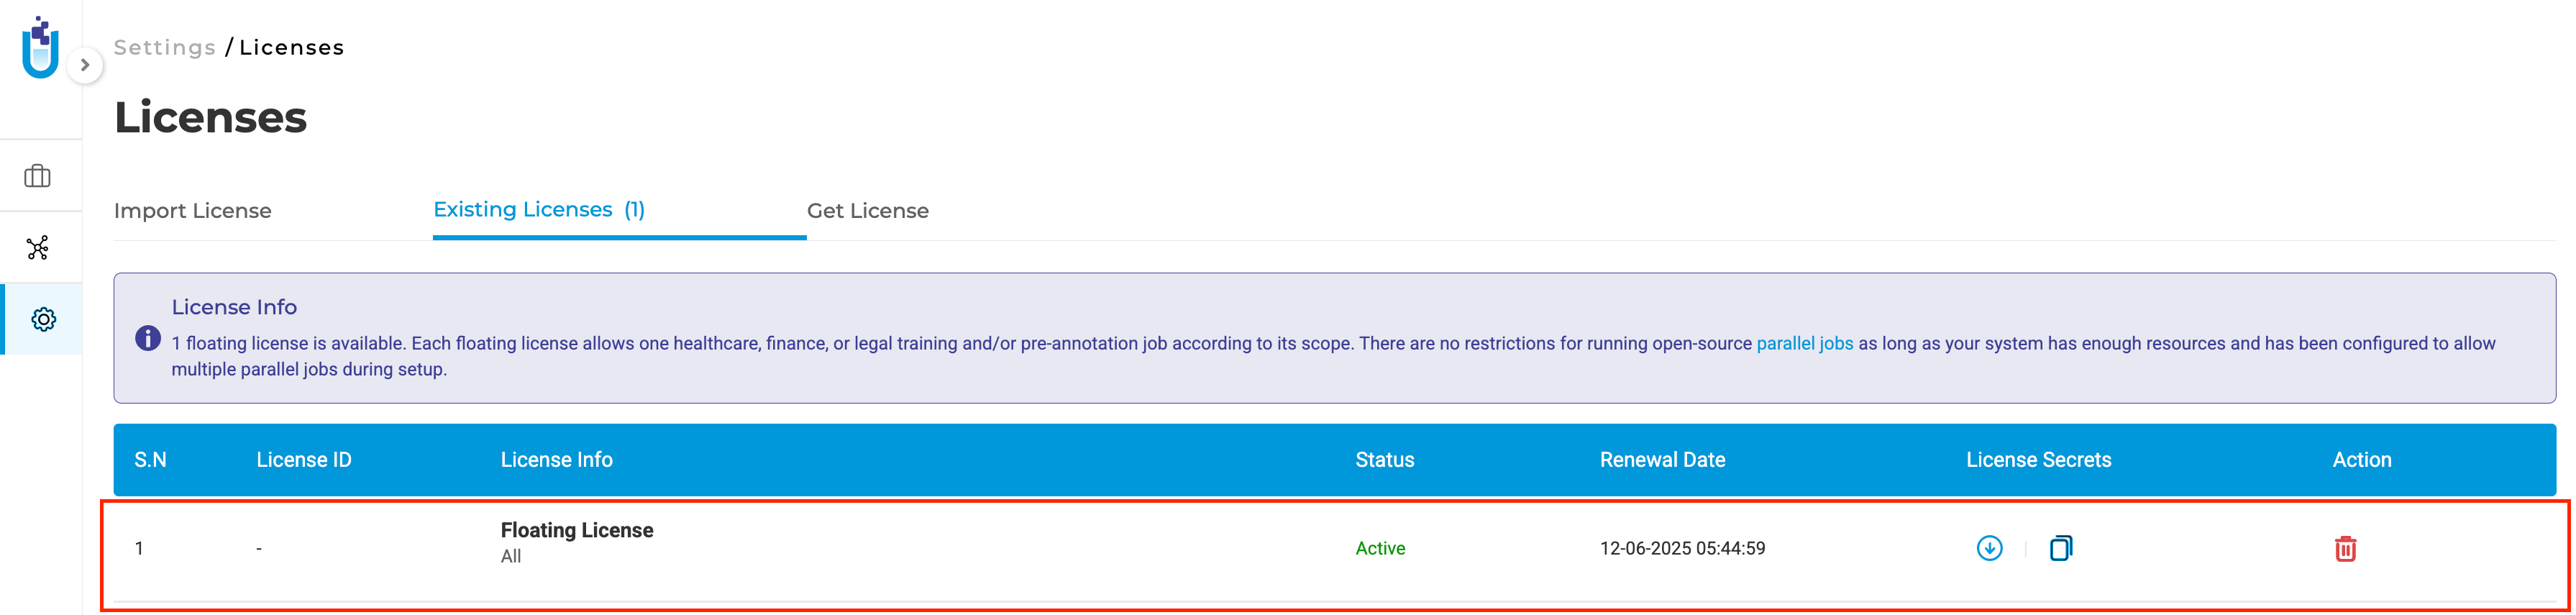 Settings / Licenses
Licenses
Import License
Existing Licenses (1)
Get License
License Info
1 floating license is available. Each floating license allows one healthcare, finance, or legal training and/or pre-annotation job according to its scope. There are no restrictions for running open-source parallel jobs as long as your system has enough resources and has been configured to allow
multiple parallel jobs during setup.
S.N License ID License Info Status Renewal Date License Secrets Action
1 - Floating License Active 12-06-2025 05:44:59
All